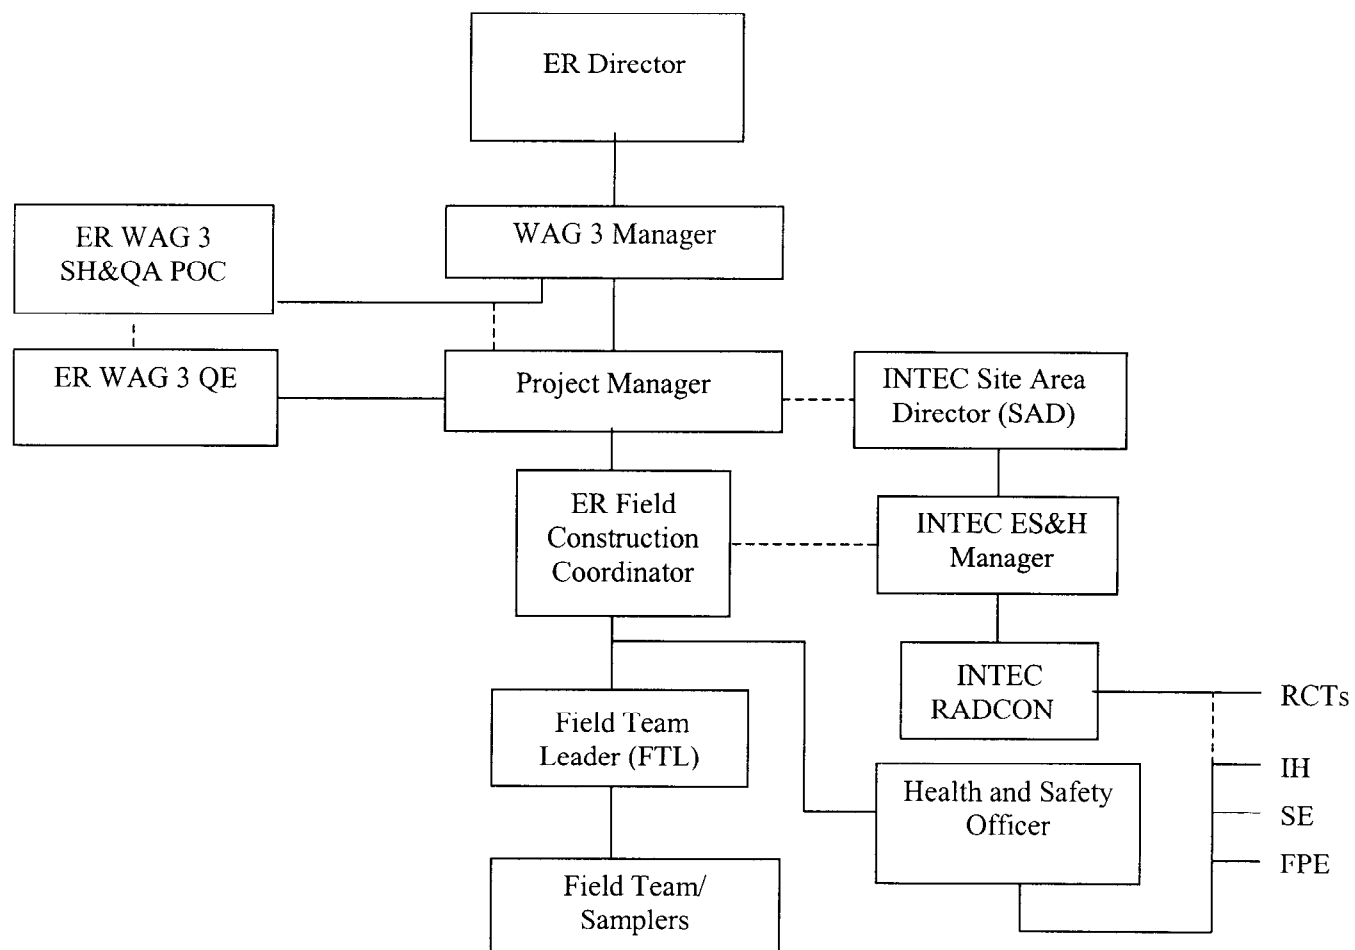 ER Director
WAG 3 Manager
ER WAG 3
SH&QA POC
ER WAG 3 QE
Project Manager
INTEC Site Area
Director (SAD)
ER Field
Construction
Coordinator
INTEC ES&H
Manager
INTEC
RADCON
RCTs
Field Team
Leader (FTL)
IH
Health and Safety
Officer
SE
FPE
Field Team/
Samplers